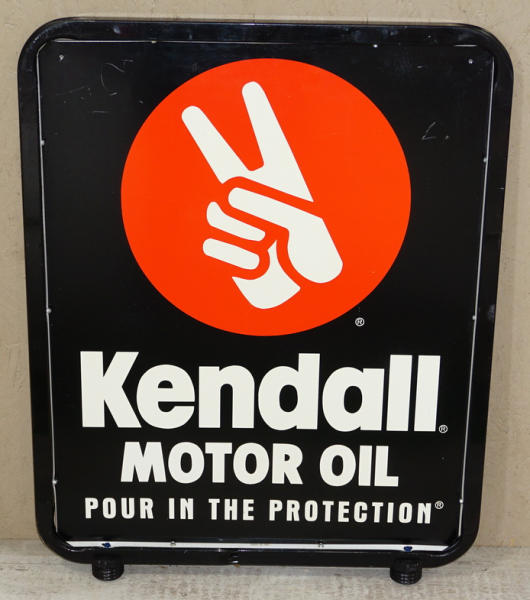 ®
Kendall®
MOTOR OIL
POUR IN THE PROTECTION®